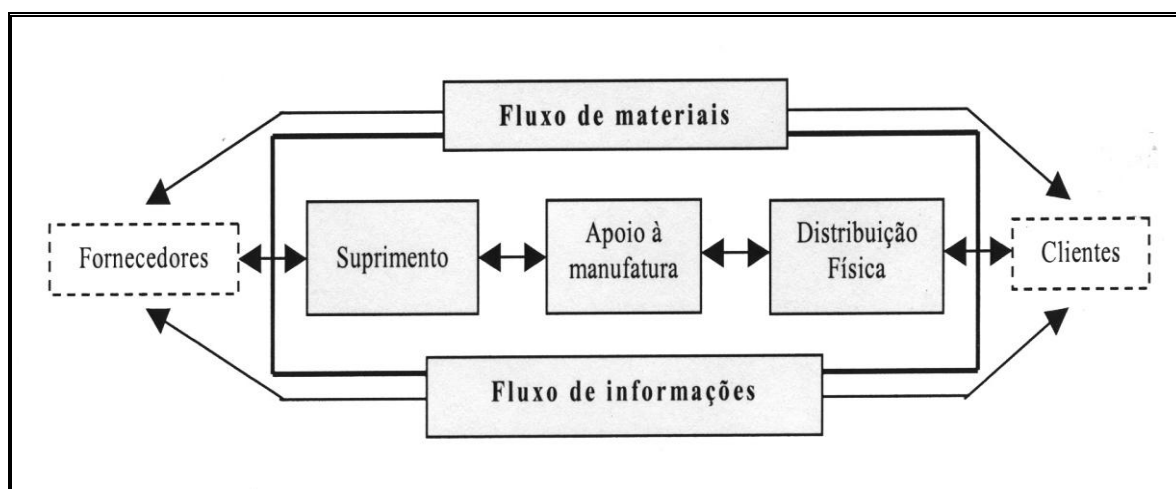 Fluxo de materiais
Fornecedores
Suprimento
Apoio à
manufatura
Distribuição
Física
Clientes
Fluxo de informações